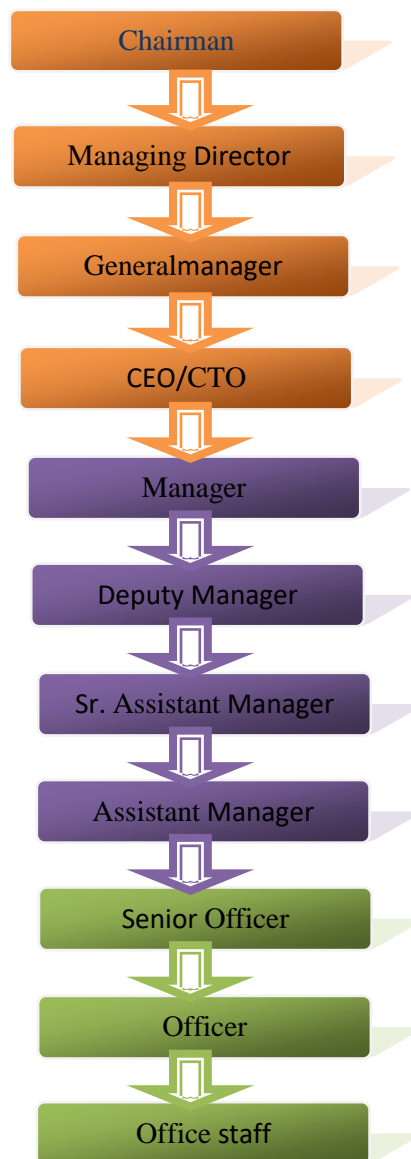 Chairman
Managing Director
Generalmanager
CEO/CTO
Manager
Deputy Manager
Sr. Assistant Manager
Assistant Manager
Senior Officer
Officer
Office staff